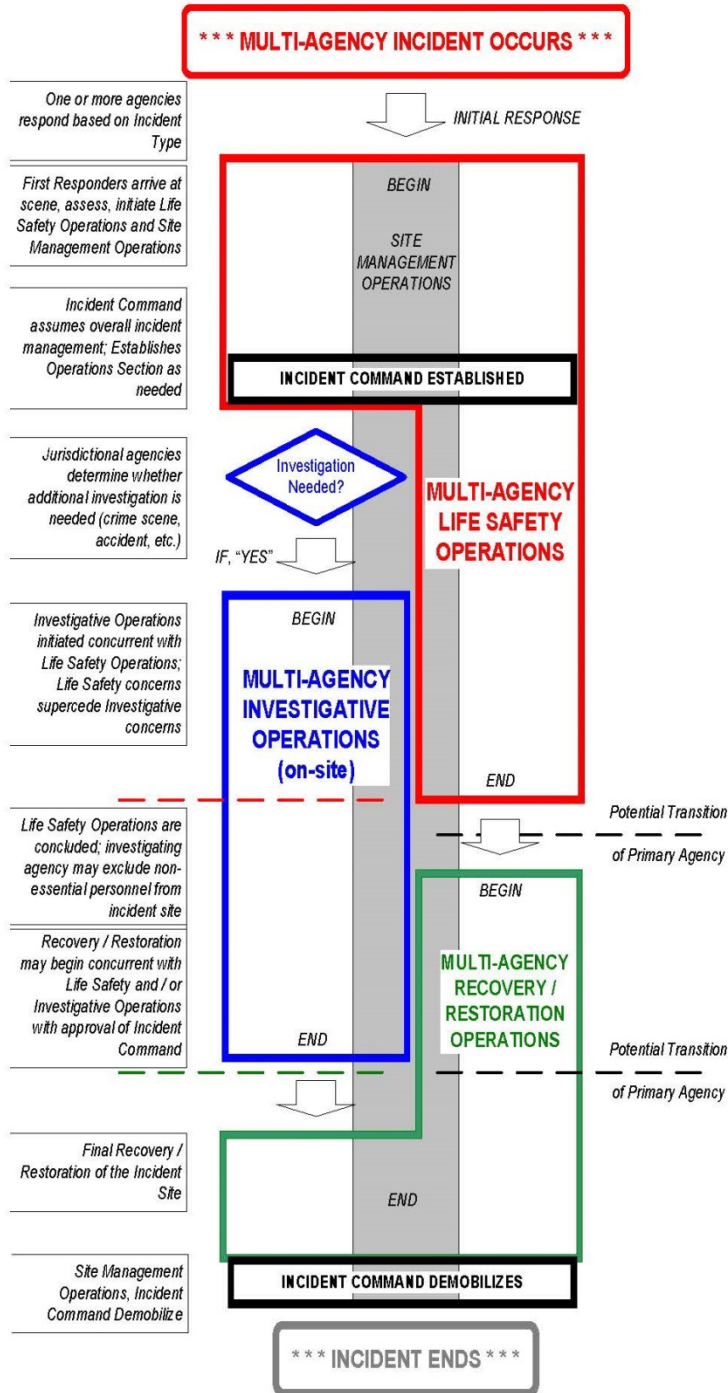 * * * MULTI-AGENCY INCIDENT OCCURS * * *
One or more agencies
respond based on Incident
Type
INITIAL RESPONSE
First Responders arrive at
scene, assess, initiate Life
Safety Operations and Site
Management Operations
BEGIN
SITE
MANAGEMENT
OPERATIONS
Incident Command
assumes overall incident
management; Establishes
Operations Section as
needed
INCIDENT COMMAND ESTABLISHED
Jurisdictional agencies
determine whether
additional investigation is
needed (crime scene,
accident, etc.)
Investigation
Needed?
MULTI-AGENCY
LIFE SAFETY
OPERATIONS
IF, "YES"
Investigative Operations
initiated concurrent with
Life Safety Operations;
Life Safety concerns
supercede Investigative
concerns
BEGIN
MULTI-AGENCY
INVESTIGATIVE
OPERATIONS
(on-site)
END
Potential Transition
of Primary Agency
Life Safety Operations are
concluded; investigating
agency may exclude non-
essential personnel from
incident site
BEGIN
Recovery / Restoration
may begin concurrent with
Life Safety and / or
Investigative Operations
with approval of Incident
Command
MULTI-AGENCY
RECOVERY /
RESTORATION
OPERATIONS
END
Potential Transition
of Primary Agency
Final Recovery /
Restoration of the Incident
Site
END
Site Management
Operations, Incident
Command Demobilize
INCIDENT COMMAND DEMOBILIZES
* * * INCIDENT ENDS * * *